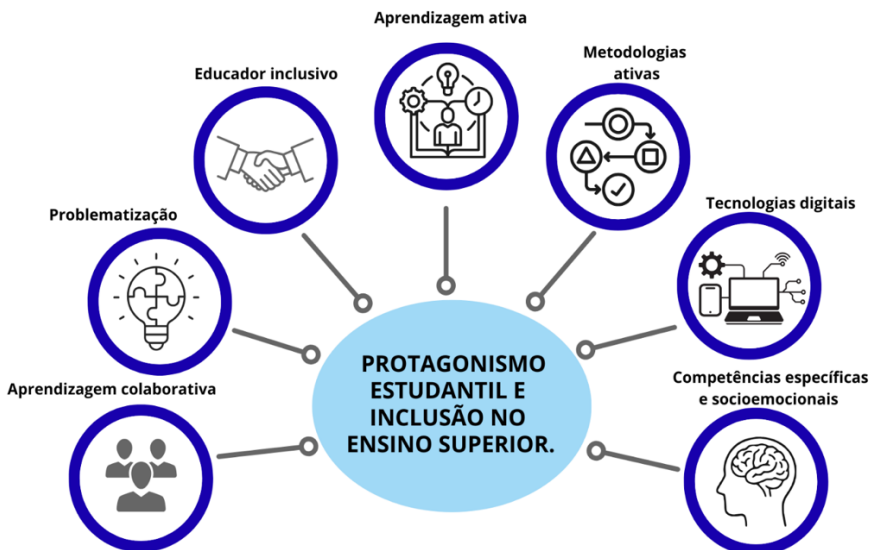 Aprendizagem ativa
Educador inclusivo
Metodologias
ativas
Problematização
Tecnologias digitais
Aprendizagem colaborativa
Competências específicas
e socioemocionais
PROTAGONISMO
ESTUDANTIL E
INCLUSÃO NO
ENSINO SUPERIOR.